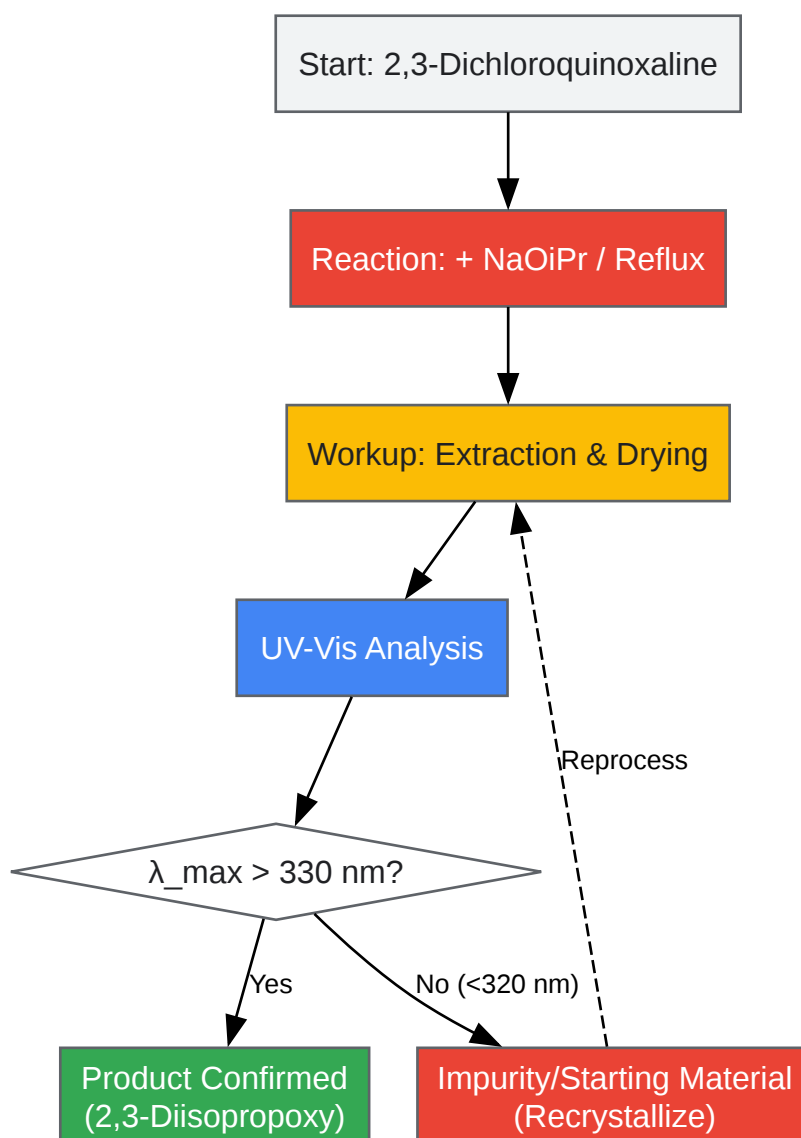 Start: 2,3-Dichloroquinoxaline
Reaction: + NaOiPr / Reflux
Workup: Extraction & Drying
UV-Vis Analysis
Reprocess
λ_max > 330 nm?
Yes
No (<320 nm)
Product Confirmed
(2,3-Diisopropoxy)
Impurity/Starting Material
(Recrystallize)